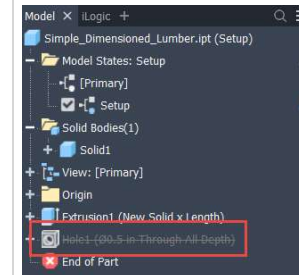 Model × iLogic +
Simple_Dimensioned_Lumber.ipt (Setup)
Model States: Setup
[Primary]
Setup
Solid Bodies(1)
Solid1
View: [Primary]
Origin
Extrusion1 (New Solid x Length)
Hole1 (Ø0.5 in Through All Depth)
End of Part